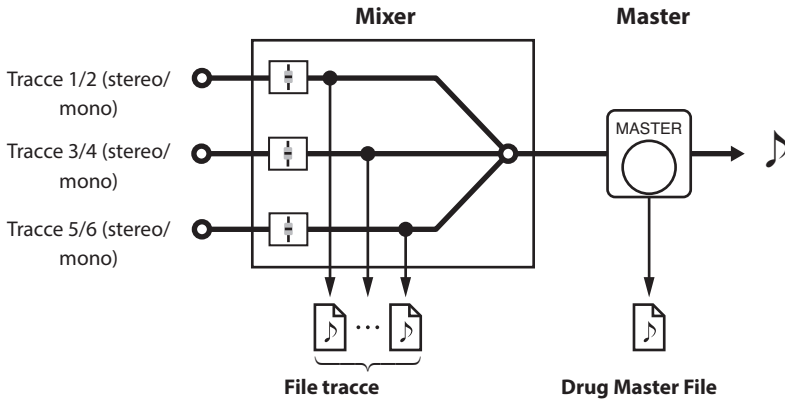 Mixer
Master
Tracce 1/2 (stereo/
mono)
Tracce 3/4 (stereo/
mono)
Tracce 5/6 (stereo/
mono)
MASTER
...
File tracce
Drug Master File